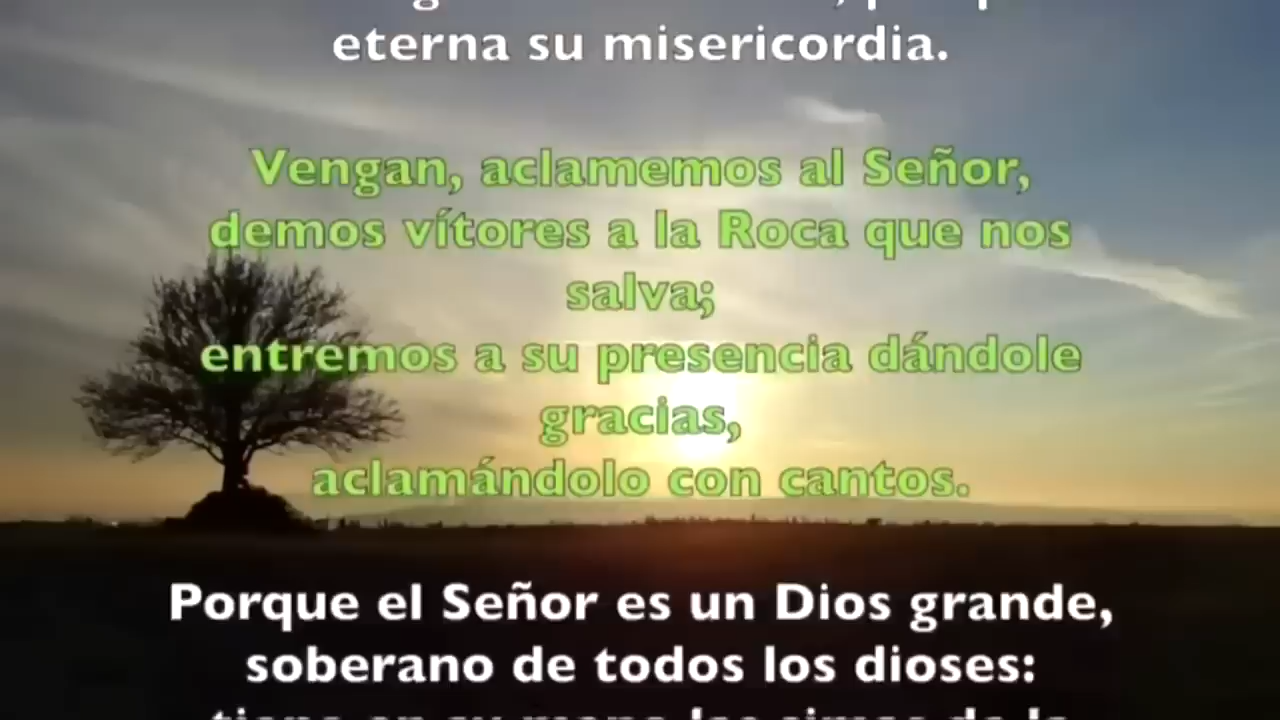 eterna su misericordia.
Vengan, aclamemos al Señor,
demos vítores a la Roca que nos
salva;
entremos a su presencia dándole
gracias,
aclamándolo con cantos.
Porque el Señor es un Dios grande,
soberano de todos los dioses: